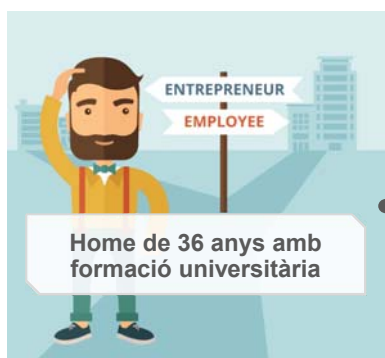 ENTREPRENEUR
EMPLOYEE
Home de 36 anys amb
formació universitària